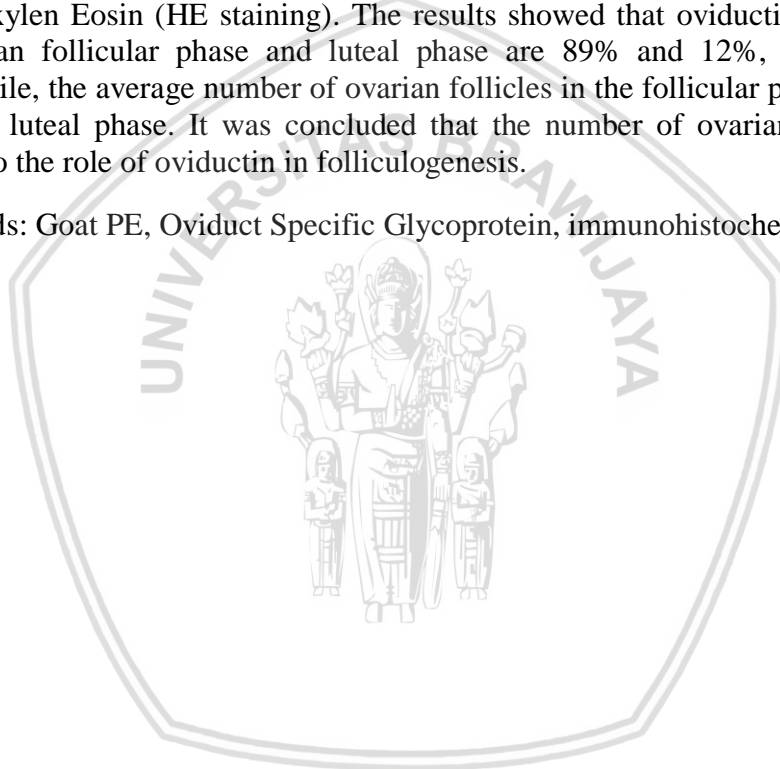 kylen Eosin (HE staining). The results showed that oviducti
an follicular phase and luteal phase are 89% and 12%,
ile, the average number of ovarian follicles in the follicular p
luteal phase. It was concluded that the number of ovarian
o the role of oviductin in folliculogenesis.
ds: Goat PE, Oviduct Specific Glycoprotein, immunohistoche
UNIVERSITAS BRAWIJAYA